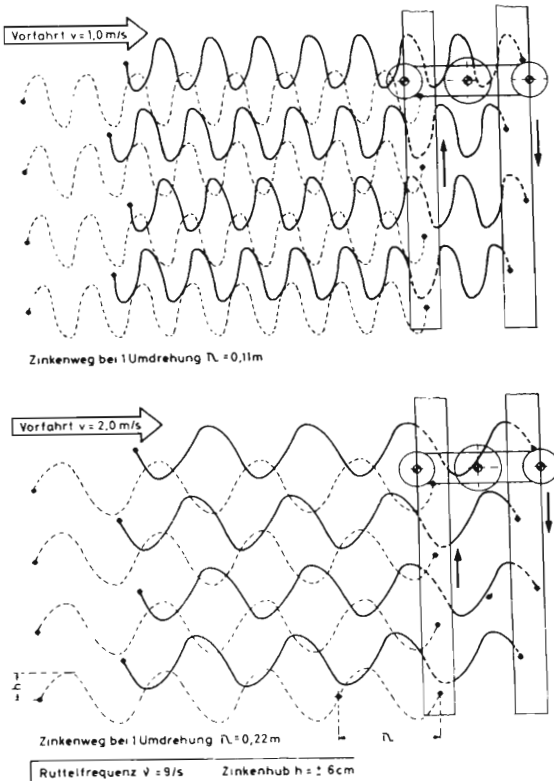 Vorfahrt v = 1,0 m/s
Zinkenweg bei 1 Umdrehung λ = 0,11m
Vorfahrt v = 2,0 m/s
h
Zinkenweg bei 1 Umdrehung λ = 0,22m
λ
Ruttelfrequenz ν = 9/s Zinkenhub h = ± 6cm